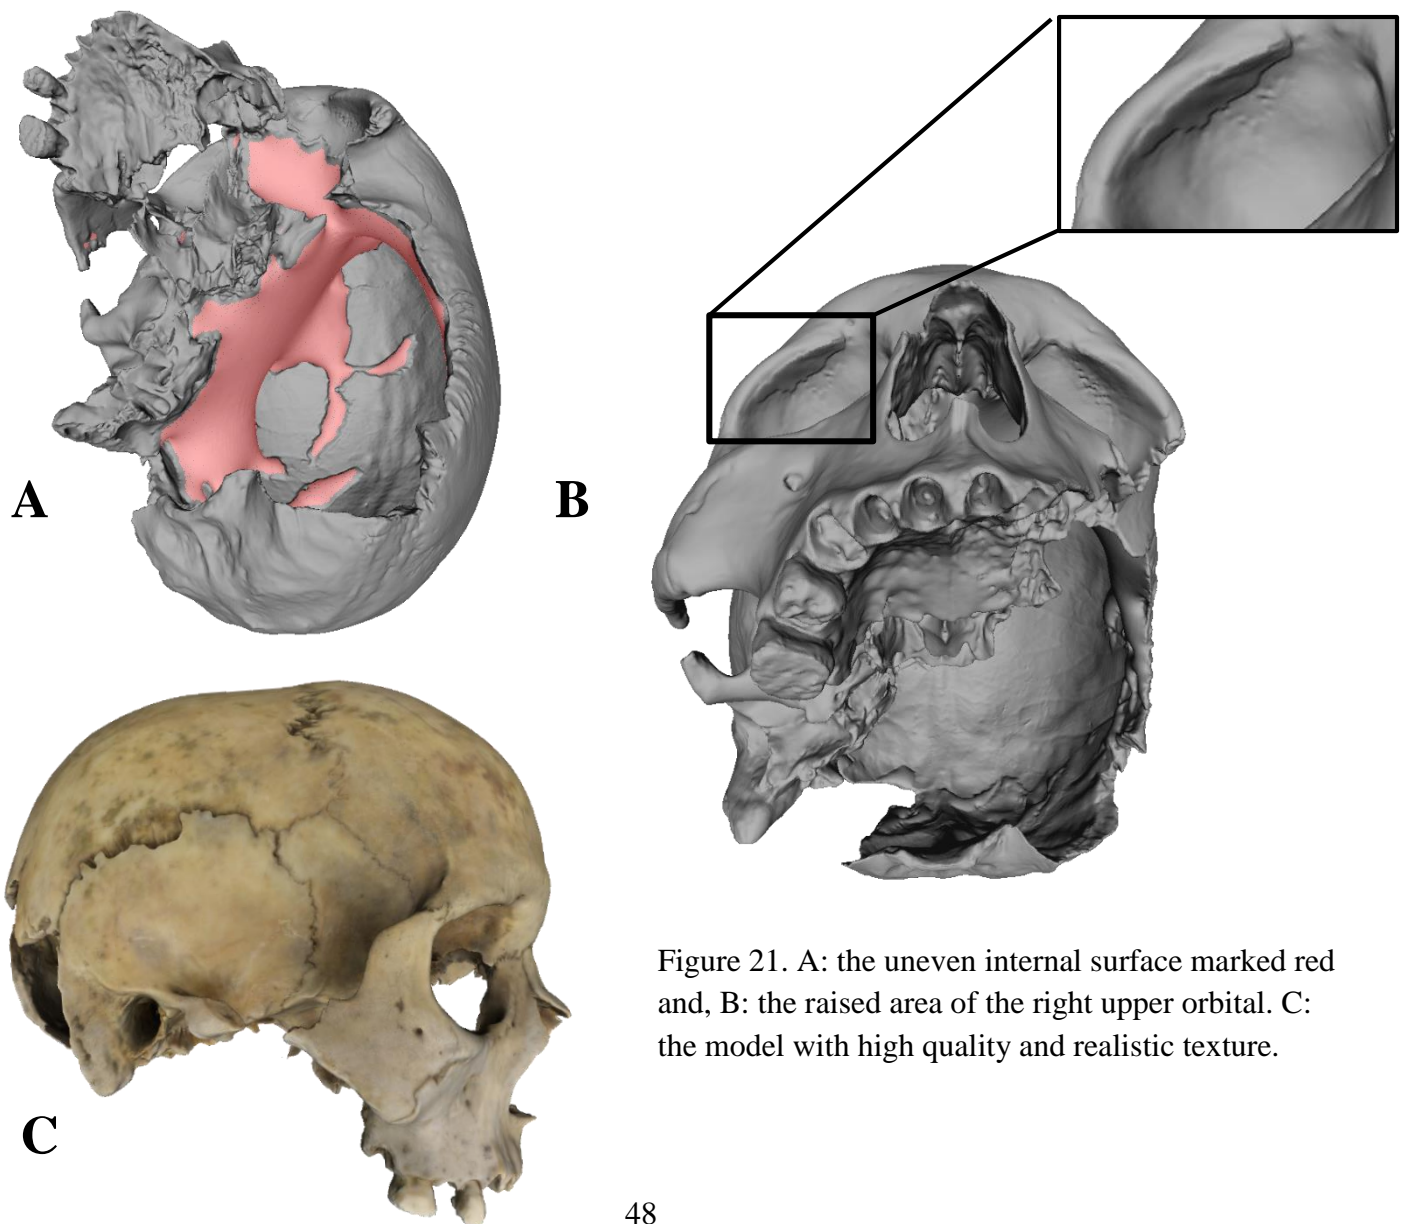 A
B
C
Figure 21. A: the uneven internal surface marked red
and, B: the raised area of the right upper orbital. C:
the model with high quality and realistic texture.
48